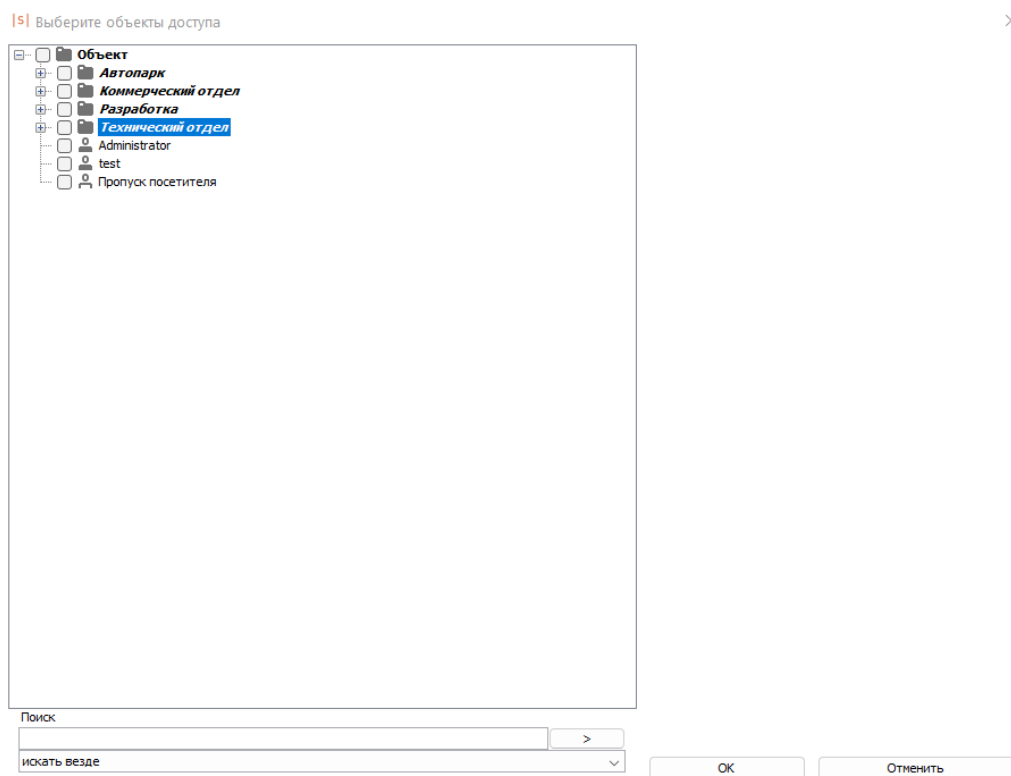 |S| Выберите объекты доступа
Объект
Автопарк
Коммерческий отдел
Разработка
Технический отдел
Administrator
test
Пропуск посетителя
Поиск
>
искать везде
OK
Отменить